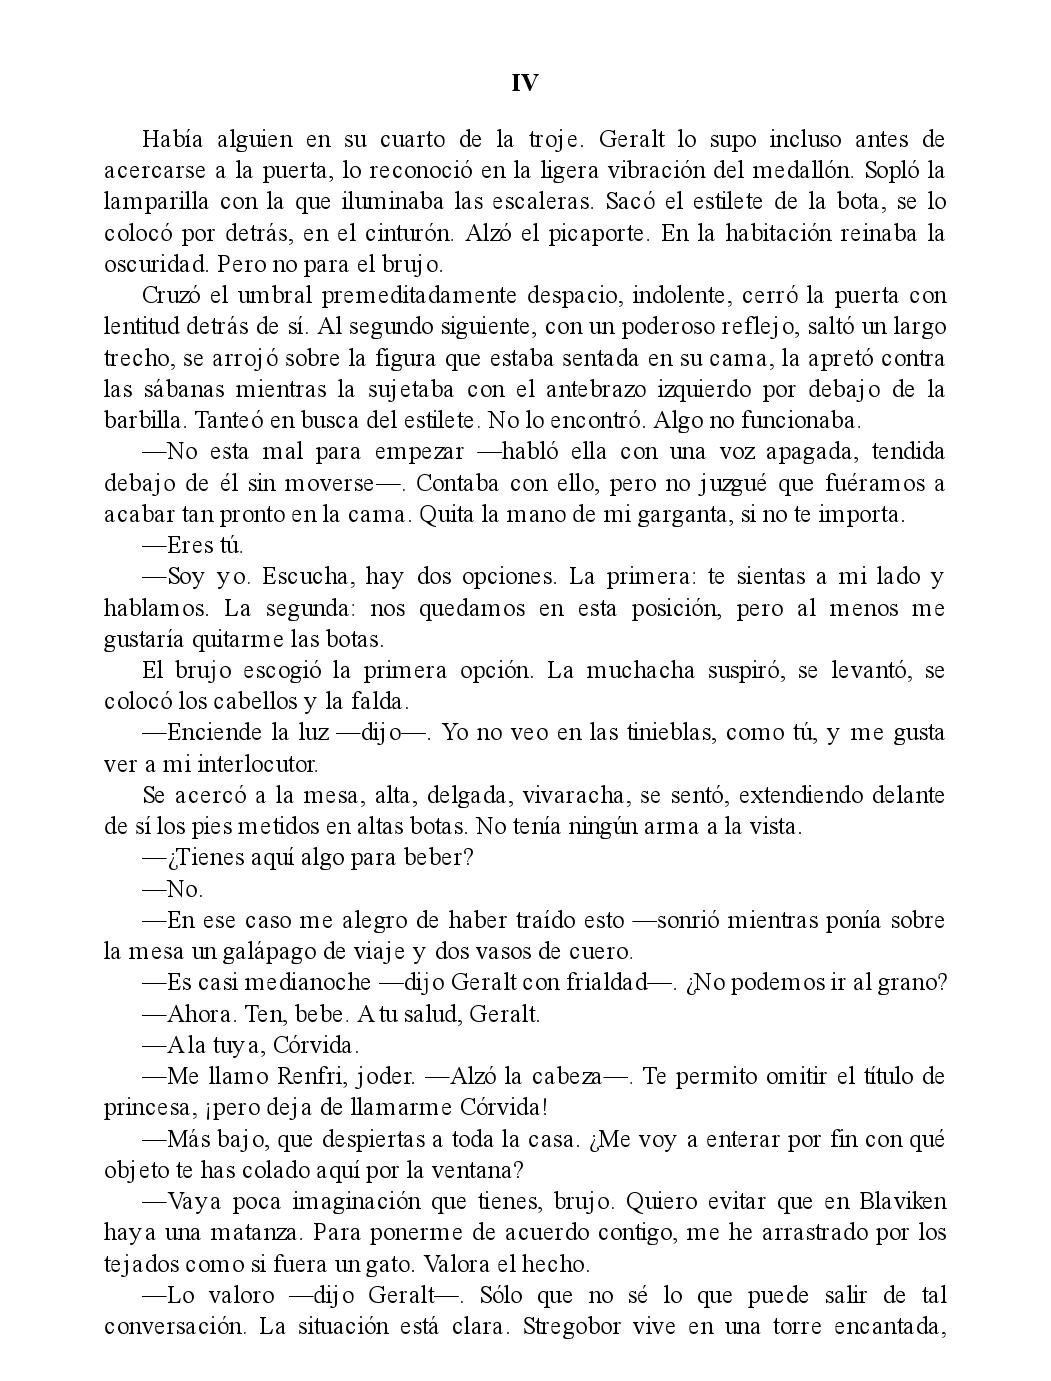 IV
Había alguien en su cuarto de la troje. Geralt lo supo incluso antes de
acercarse a la puerta, lo reconoció en la ligera vibración del medallón. Sopló la
lamparilla con la que iluminaba las escaleras. Sacó el estilete de la bota, se lo
colocó por detrás, en el cinturón. Alzó el picaporte. En la habitación reinaba la
oscuridad. Pero no para el brujo.
Cruzó el umbral premeditadamente despacio, indolente, cerró la puerta con
lentitud detrás de sí. Al segundo siguiente, con un poderoso reflejo, saltó un largo
trecho, se arrojó sobre la figura que estaba sentada en su cama, la apretó contra
las sábanas mientras la sujetaba con el antebrazo izquierdo por debajo de la
barbilla. Tanteó en busca del estilete. No lo encontró. Algo no funcionaba.
—No esta mal para empezar —habló ella con una voz apagada, tendida
debajo de él sin moverse—. Contaba con ello, pero no juzgué que fuéramos a
acabar tan pronto en la cama. Quita la mano de mi garganta, si no te importa.
—Eres tú.
—Soy yo. Escucha, hay dos opciones. La primera: te sientas a mi lado y
hablamos. La segunda: nos quedamos en esta posición, pero al menos me
gustaría quitarme las botas.
El brujo escogió la primera opción. La muchacha suspiró, se levantó, se
colocó los cabellos y la falda.
—Enciende la luz —dijo—. Yo no veo en las tinieblas, como tú, y me gusta
ver a mi interlocutor.
Se acercó a la mesa, alta, delgada, vivaracha, se sentó, extendiendo delante
de sí los pies metidos en altas botas. No tenía ningún arma a la vista.
—¿Tienes aquí algo para beber?
—No.
—En ese caso me alegro de haber traído esto —sonrió mientras ponía sobre
la mesa un galápago de viaje y dos vasos de cuero.
—Es casi medianoche —dijo Geralt con frialdad—. ¿No podemos ir al grano?
—Ahora. Ten, bebe. A tu salud, Geralt.
—A la tuya, Córvida.
—Me llamo Renfri, joder. —Alzó la cabeza—. Te permito omitir el título de
princesa, ¡pero deja de llamarme Córvida!
—Más bajo, que despiertas a toda la casa. ¿Me voy a enterar por fin con qué
objeto te has colado aquí por la ventana?
—Vaya poca imaginación que tienes, brujo. Quiero evitar que en Blaviken
haya una matanza. Para ponerme de acuerdo contigo, me he arrastrado por los
tejados como si fuera un gato. Valora el hecho.
—Lo valoro —dijo Geralt—. Sólo que no sé lo que puede salir de tal
conversación. La situación está clara. Stregobor vive en una torre encantada,